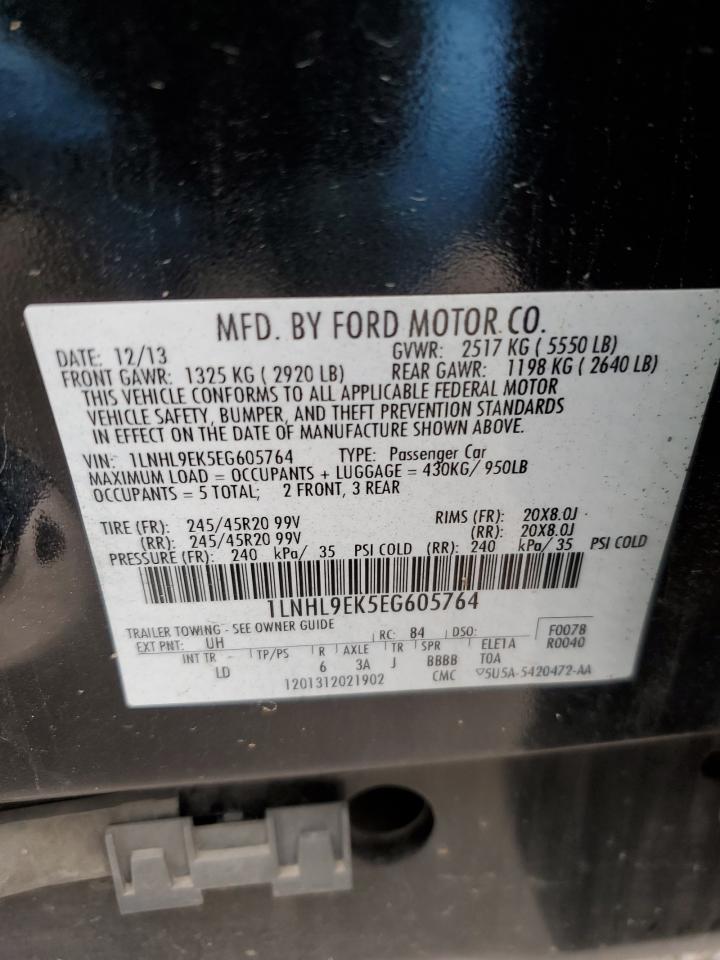 MFD. BY FORD MOTOR CO.
DATE: 12/13 GVWR: 2517 KG ( 5550 LB)
FRONT GAWR: 1325 KG ( 2920 LB) REAR GAWR: 1198 KG ( 2640 LB)
THIS VEHICLE CONFORMS TO ALL APPLICABLE FEDERAL MOTOR
VEHICLE SAFETY, BUMPER, AND THEFT PREVENTION STANDARDS
IN EFFECT ON THE DATE OF MANUFACTURE SHOWN ABOVE.
VIN: 1LNHL9EK5EG605764 TYPE: Passenger Car
MAXIMUM LOAD = OCCUPANTS + LUGGAGE = 430KG/ 950LB
OCCUPANTS = 5 TOTAL; 2 FRONT, 3 REAR
TIRE (FR): 245/45R20 99V RIMS (FR): 20X8.0J
(RR): 245/45R20 99V (RR): 20X8.0J
PRESSURE (FR): 240 kPa/ 35 PSI COLD (RR): 240 kPa/ 35 PSI COLD
1LNHL9EK5EG605764
TRAILER TOWING - SEE OWNER GUIDE
EXT PNT: UH RC: 84 DSO: F0078
INT TR TP/PS R AXLE TR SPR ELE1A R0040
LD 6 3A J BBBB T0A
1201312021902 CMC 5U5A-5420472-AA